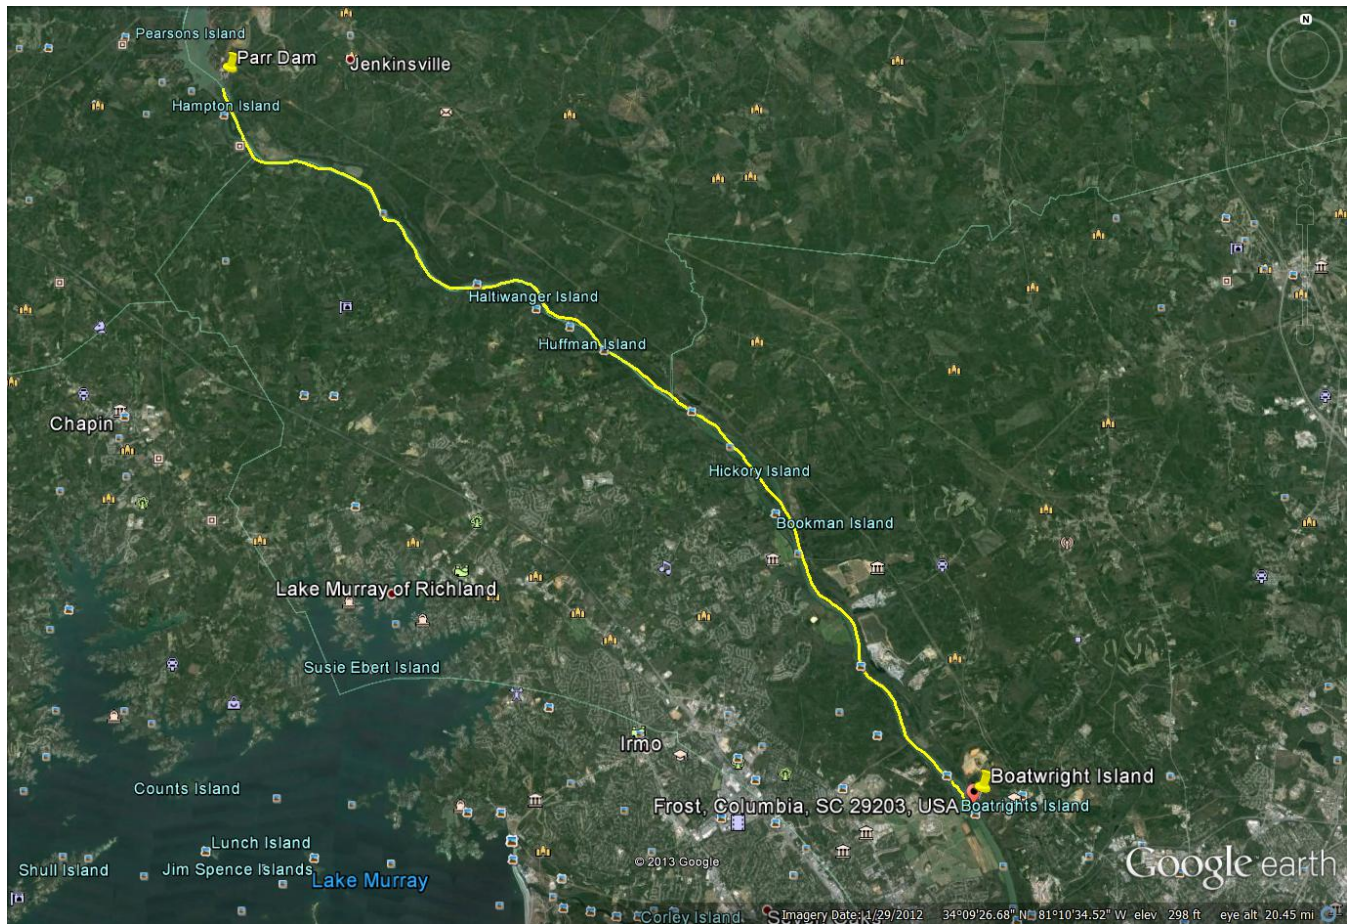 Pearsons Island
Parr Dam
Jenkinsville
Hampton Island
Haltiwanger Island
Huffman Island
Chapin
Hickory Island
Bookman Island
Lake Murray of Richland
Susie Ebert Island
Irmo
Boatwright Island
Counts Island
Frost, Columbia, SC 29203, USA
Boatrights Island
Lunch Island
© 2013 Google
Google earth
Shull Island
Jim Spence Islands
Lake Murray
Corley Island
Imagery Date: 1/29/2012 34°09'26.68" N 81°10'34.52" W elev 298 ft eye alt 20.45 mi
N